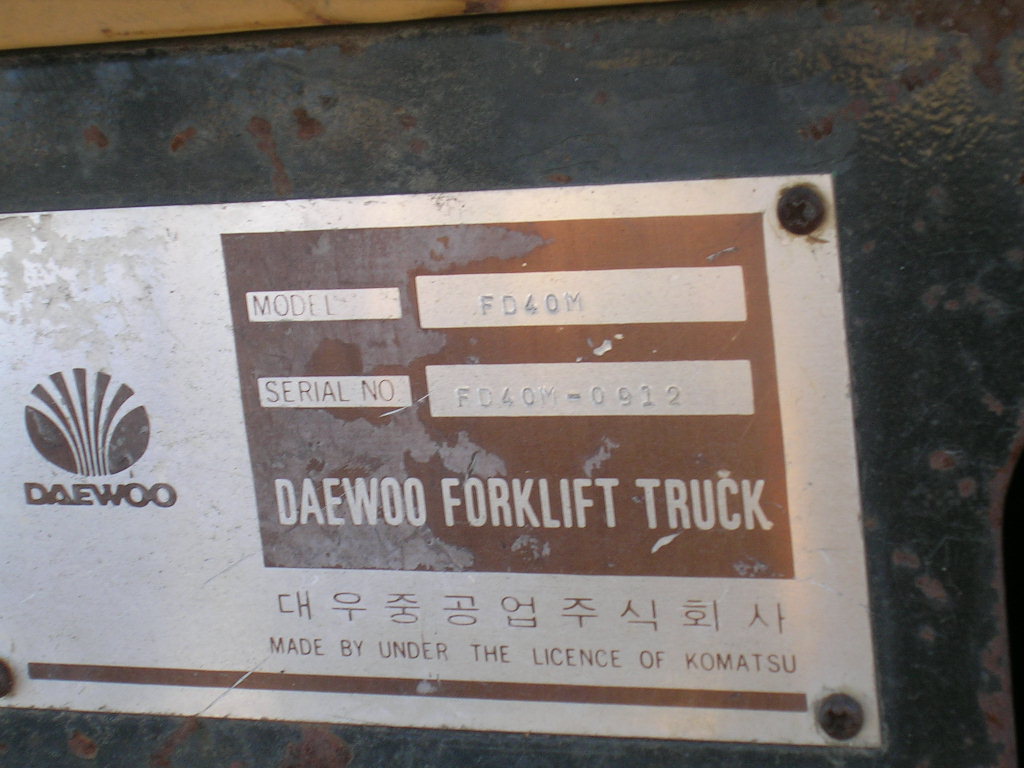 MODEL FD40M
SERIAL NO. FD40M-0912
DAEWOO
DAEWOO FORKLIFT TRUCK
대우중공업주식회사
MADE BY UNDER THE LICENCE OF KOMATSU